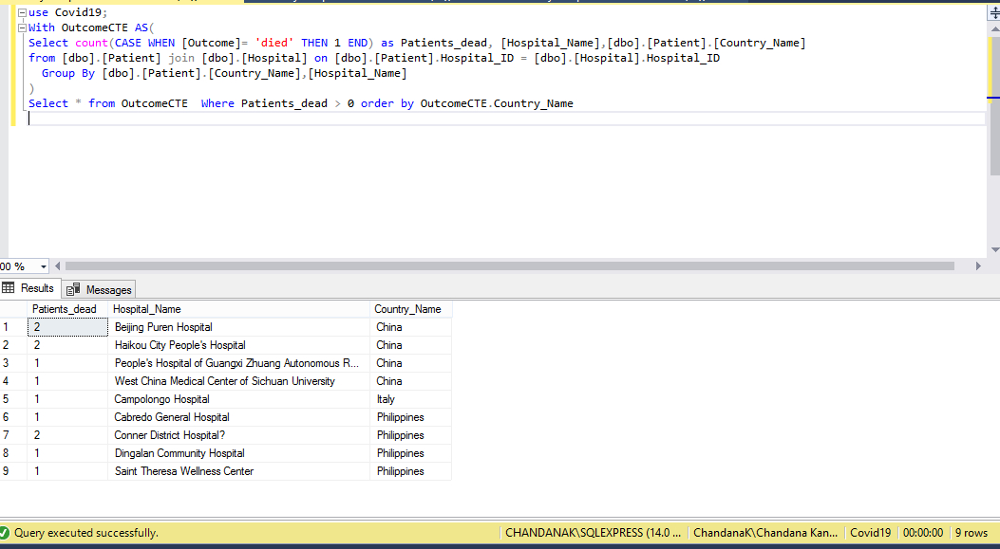 use Covid19;
With OutcomeCTE AS(
Select count(CASE WHEN [Outcome]= 'died' THEN 1 END) as Patients_dead, [Hospital_Name],[dbo].[Patient].[Country_Name]
from [dbo].[Patient] join [dbo].[Hospital] on [dbo].[Patient].Hospital_ID = [dbo].[Hospital].Hospital_ID
Group By [dbo].[Patient].[Country_Name],[Hospital_Name]
)
Select * from OutcomeCTE Where Patients_dead > 0 order by OutcomeCTE.Country_Name
00 %
Results Messages
Patients_dead Hospital_Name Country_Name
1 2 Beijing Puren Hospital China
2 2 Haikou City People's Hospital China
3 1 People's Hospital of Guangxi Zhuang Autonomous R... China
4 1 West China Medical Center of Sichuan University China
5 1 Campolongo Hospital Italy
6 1 Cabredo General Hospital Philippines
7 2 Conner District Hospital? Philippines
8 1 Dingalan Community Hospital Philippines
9 1 Saint Theresa Wellness Center Philippines
Query executed successfully. CHANDANAK\SQLEXPRESS (14.0 ... ChandanaK\Chandana Kan... Covid19 00:00:00 9 rows